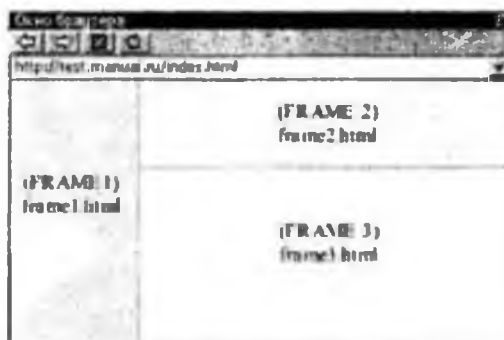 Окно браузера
http://test.manual.ru/index.html
(FRAME 1)
frame1.html
(FRAME 2)
frame2.html
(FRAME 3)
frame3.html